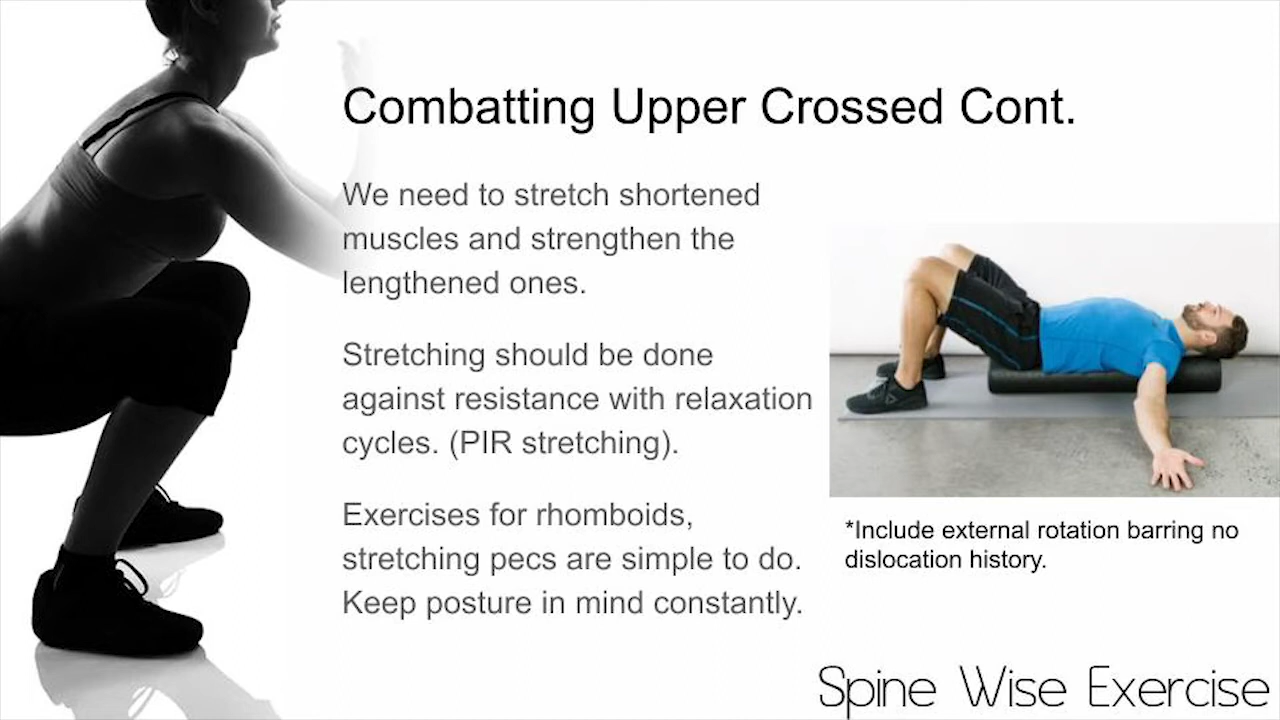 Combatting Upper Crossed Cont.
We need to stretch shortened
muscles and strengthen the
lengthened ones.
Stretching should be done
against resistance with relaxation
cycles. (PIR stretching).
Exercises for rhomboids,
stretching pecs are simple to do.
Keep posture in mind constantly.
*Include external rotation barring no
dislocation history.
Spine Wise Exercise